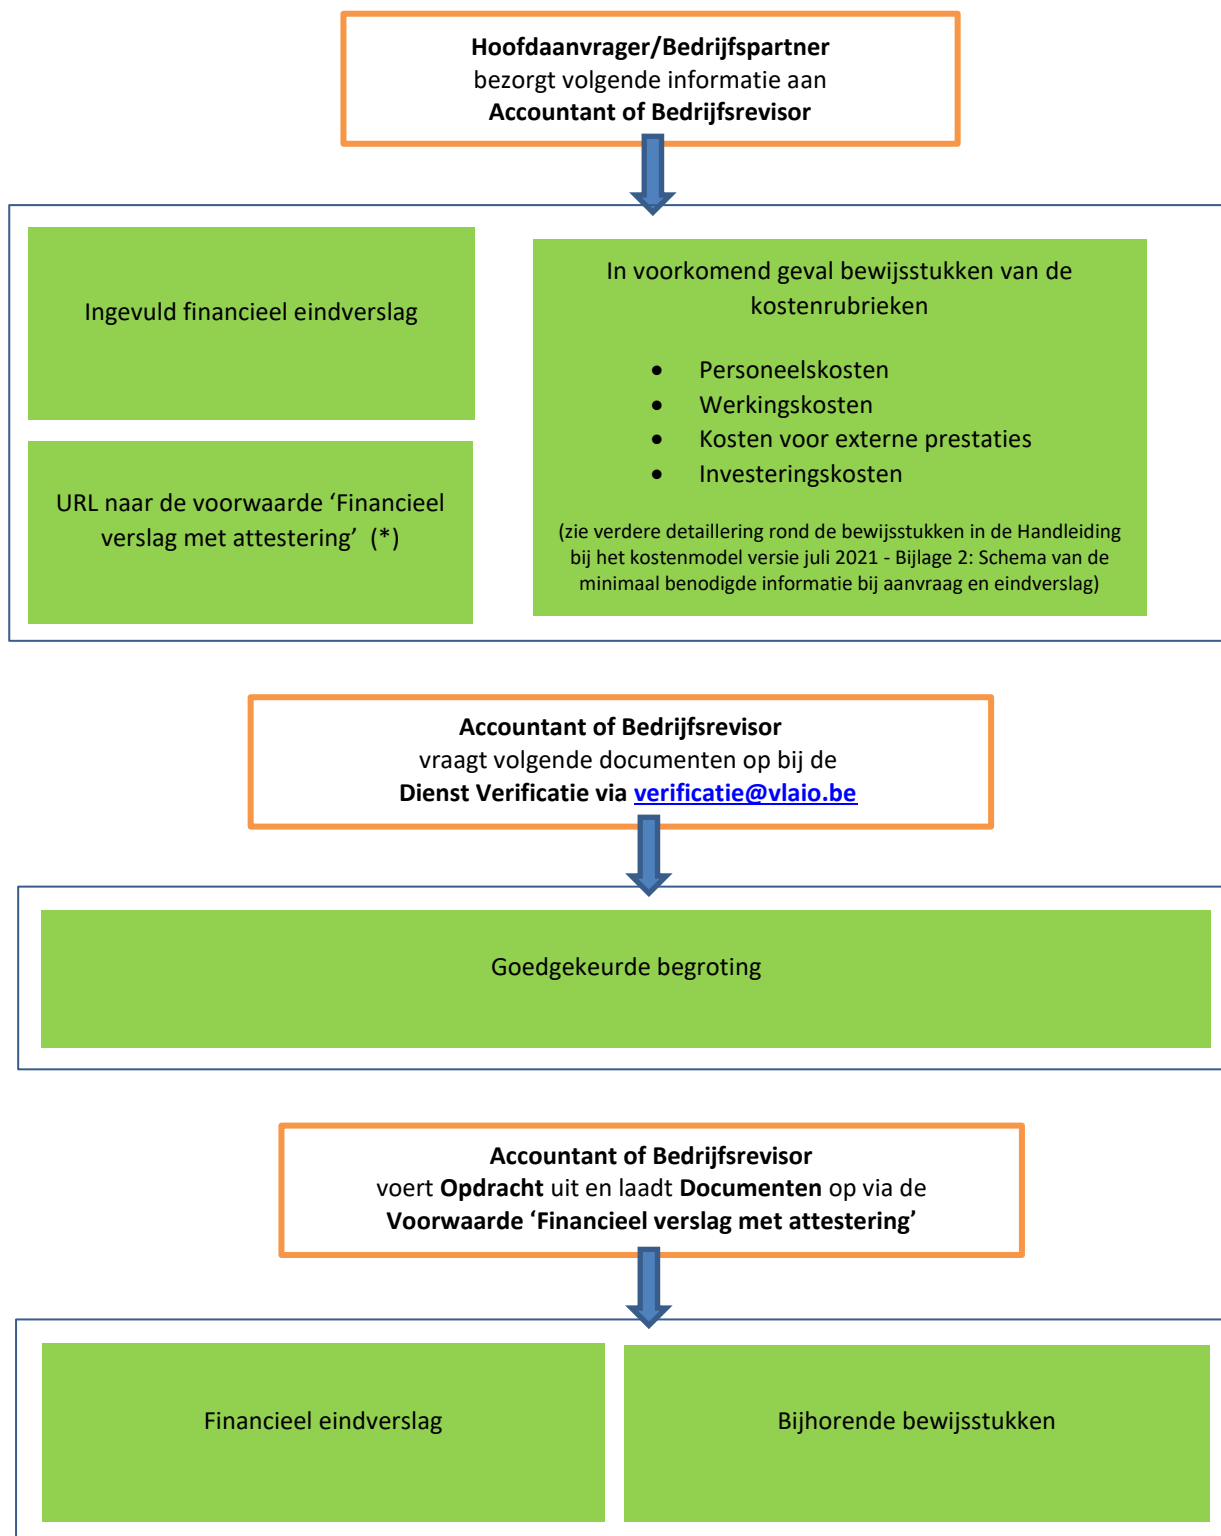 Hoofdaanvrager/Bedrijfspartner
bezorgt volgende informatie aan
Accountant of Bedrijfsrevisor
Ingevuld financieel eindverslag
URL naar de voorwaarde ‘Financieel
verslag met attestering’ (*)
In voorkomend geval bewijsstukken van de
kostenrubrieken
• Personeelskosten
• Werkingskosten
• Kosten voor externe prestaties
• Investeringskosten
(zie verdere detaillering rond de bewijsstukken in de Handleiding
bij het kostenmodel versie juli 2021 - Bijlage 2: Schema van de
minimaal benodigde informatie bij aanvraag en eindverslag)
Accountant of Bedrijfsrevisor
vraagt volgende documenten op bij de
Dienst Verificatie via verificatie@vlaio.be
Goedgekeurde begroting
Accountant of Bedrijfsrevisor
voert Opdracht uit en laadt Documenten op via de
Voorwaarde ‘Financieel verslag met attestering’
Financieel eindverslag
Bijhorende bewijsstukken